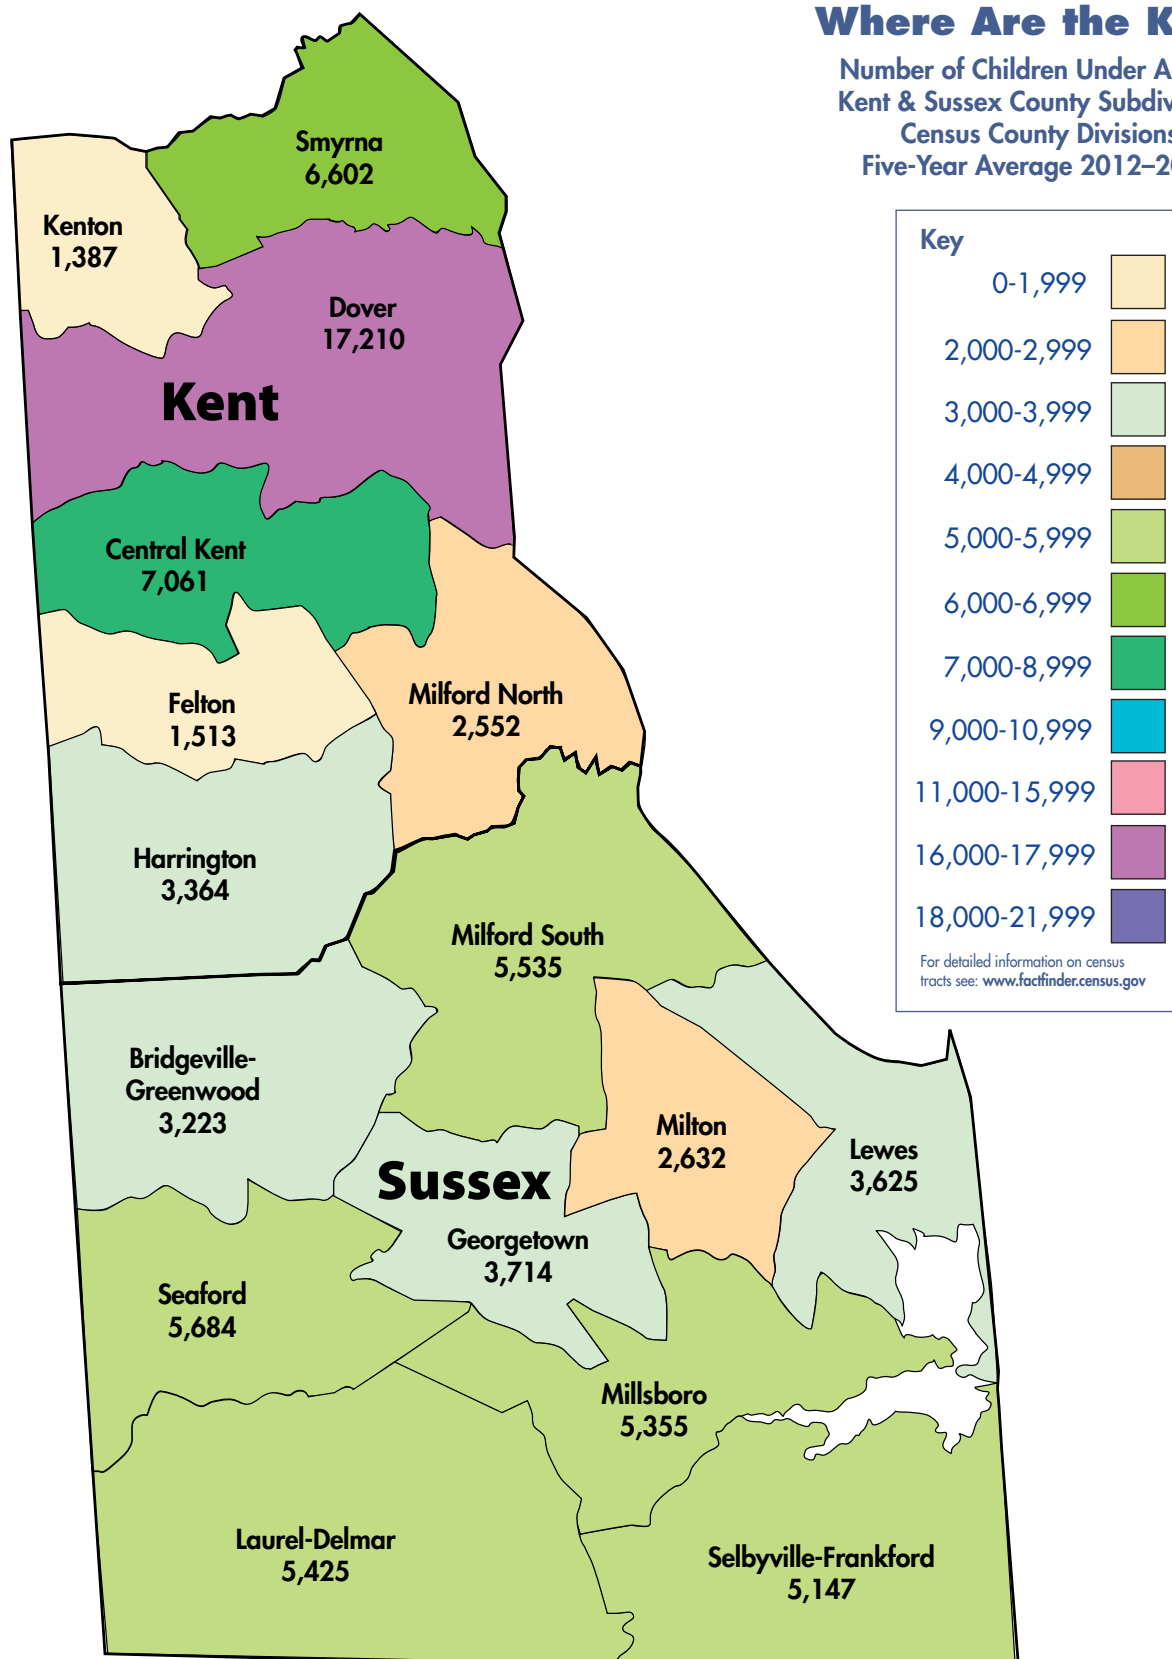 Where Are the K
Number of Children Under A
Kent & Sussex County Subdiv
Census County Divisions
Five-Year Average 2012–20
Key
0-1,999
2,000-2,999
3,000-3,999
4,000-4,999
5,000-5,999
6,000-6,999
7,000-8,999
9,000-10,999
11,000-15,999
16,000-17,999
18,000-21,999
For detailed information on census
tracts see: www.factfinder.census.gov
Smyrna
6,602
Kenton
1,387
Dover
17,210
Kent
Central Kent
7,061
Felton
1,513
Milford North
2,552
Harrington
3,364
Milford South
5,535
Bridgeville-
Greenwood
3,223
Milton
2,632
Lewes
3,625
Sussex
Georgetown
3,714
Seaford
5,684
Millsboro
5,355
Laurel-Delmar
5,425
Selbyville-Frankford
5,147